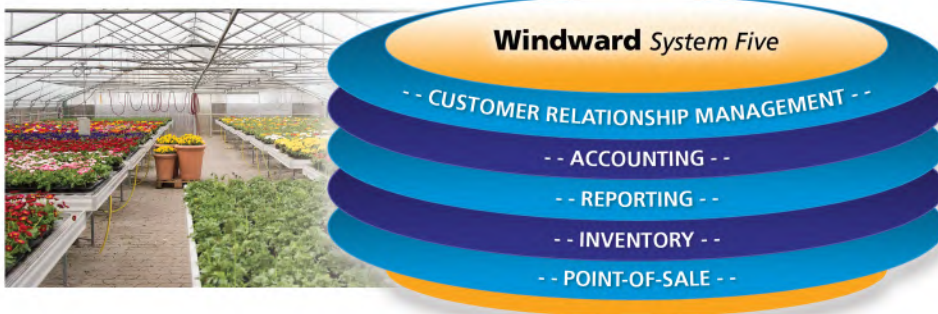 Windward System Five
- - CUSTOMER RELATIONSHIP MANAGEMENT - -
- - ACCOUNTING - -
- - REPORTING - -
- - INVENTORY - -
- - POINT-OF-SALE - -